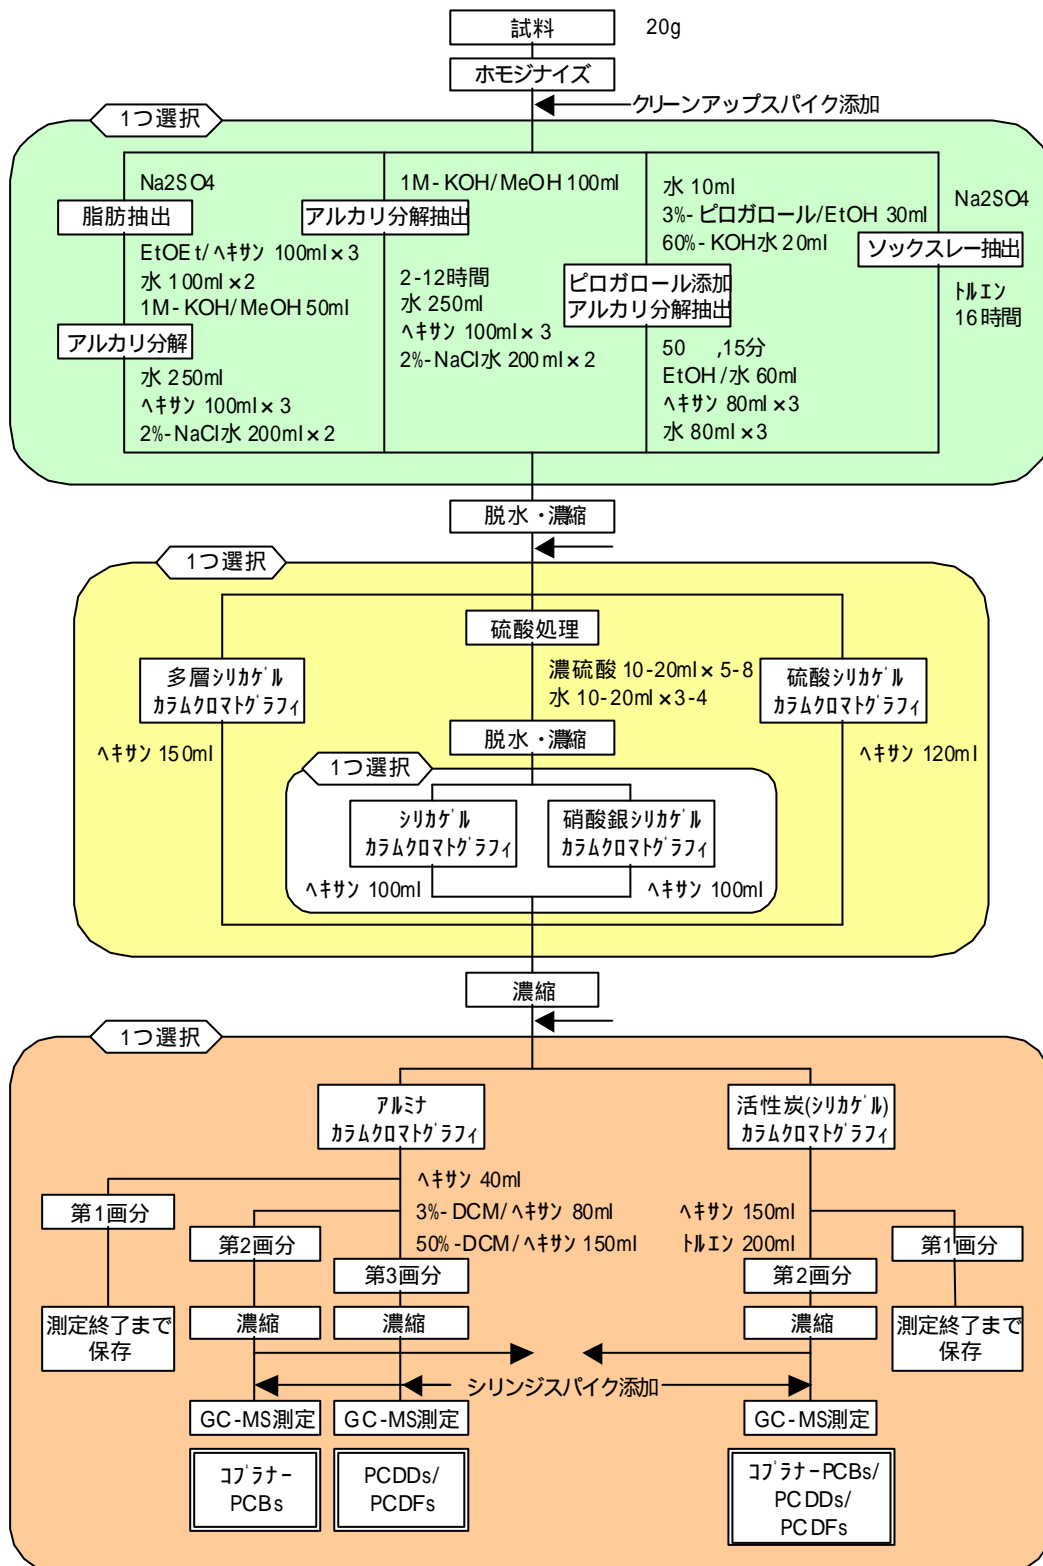 試料
20g
ホモジナイズ
クリーンアップスパイク添加
1つ選択
Na2SO4
脂肪抽出
EtOEt/ヘキサン 100ml×3
水 100ml×2
1M-KOH/MeOH 50ml
アルカリ分解
水 250ml
ヘキサン 100ml×3
2%-NaCl水 200ml×2
1M-KOH/MeOH 100ml
アルカリ分解抽出
2-12時間
水 250ml
ヘキサン 100ml×3
2%-NaCl水 200ml×2
水 10ml
3%-ピロガロール/EtOH 30ml
60%-KOH水 20ml
ピロガロール添加
アルカリ分解抽出
50 ,15分
EtOH/水 60ml
ヘキサン 80ml×3
水 80ml×3
Na2SO4
ソックスレー抽出
トルエン
16時間
脱水・濃縮
1つ選択
多層シリカゲル
カラムクロマトグラフィ
ヘキサン 150ml
硫酸処理
濃硫酸 10-20ml×5-8
水 10-20ml×3-4
脱水・濃縮
1つ選択
シリカゲル
カラムクロマトグラフィ
ヘキサン 100ml
硝酸銀シリカゲル
カラムクロマトグラフィ
ヘキサン 100ml
硫酸シリカゲル
カラムクロマトグラフィ
ヘキサン 120ml
濃縮
1つ選択
アルミナ
カラムクロマトグラフィ
ヘキサン 40ml
3%-DCM/ヘキサン 80ml
50%-DCM/ヘキサン 150ml
第1画分
第2画分
第3画分
測定終了まで
保存
濃縮
濃縮
活性炭(シリカゲル)
カラムクロマトグラフィ
ヘキサン 150ml
トルエン 200ml
第1画分
第2画分
濃縮
測定終了まで
保存
シリンジスパイク添加
GC-MS測定
GC-MS測定
GC-MS測定
コプラナー
PCBs
PCDDs/
PCDFs
コプラナーPCBs/
PCDDs/
PCDFs